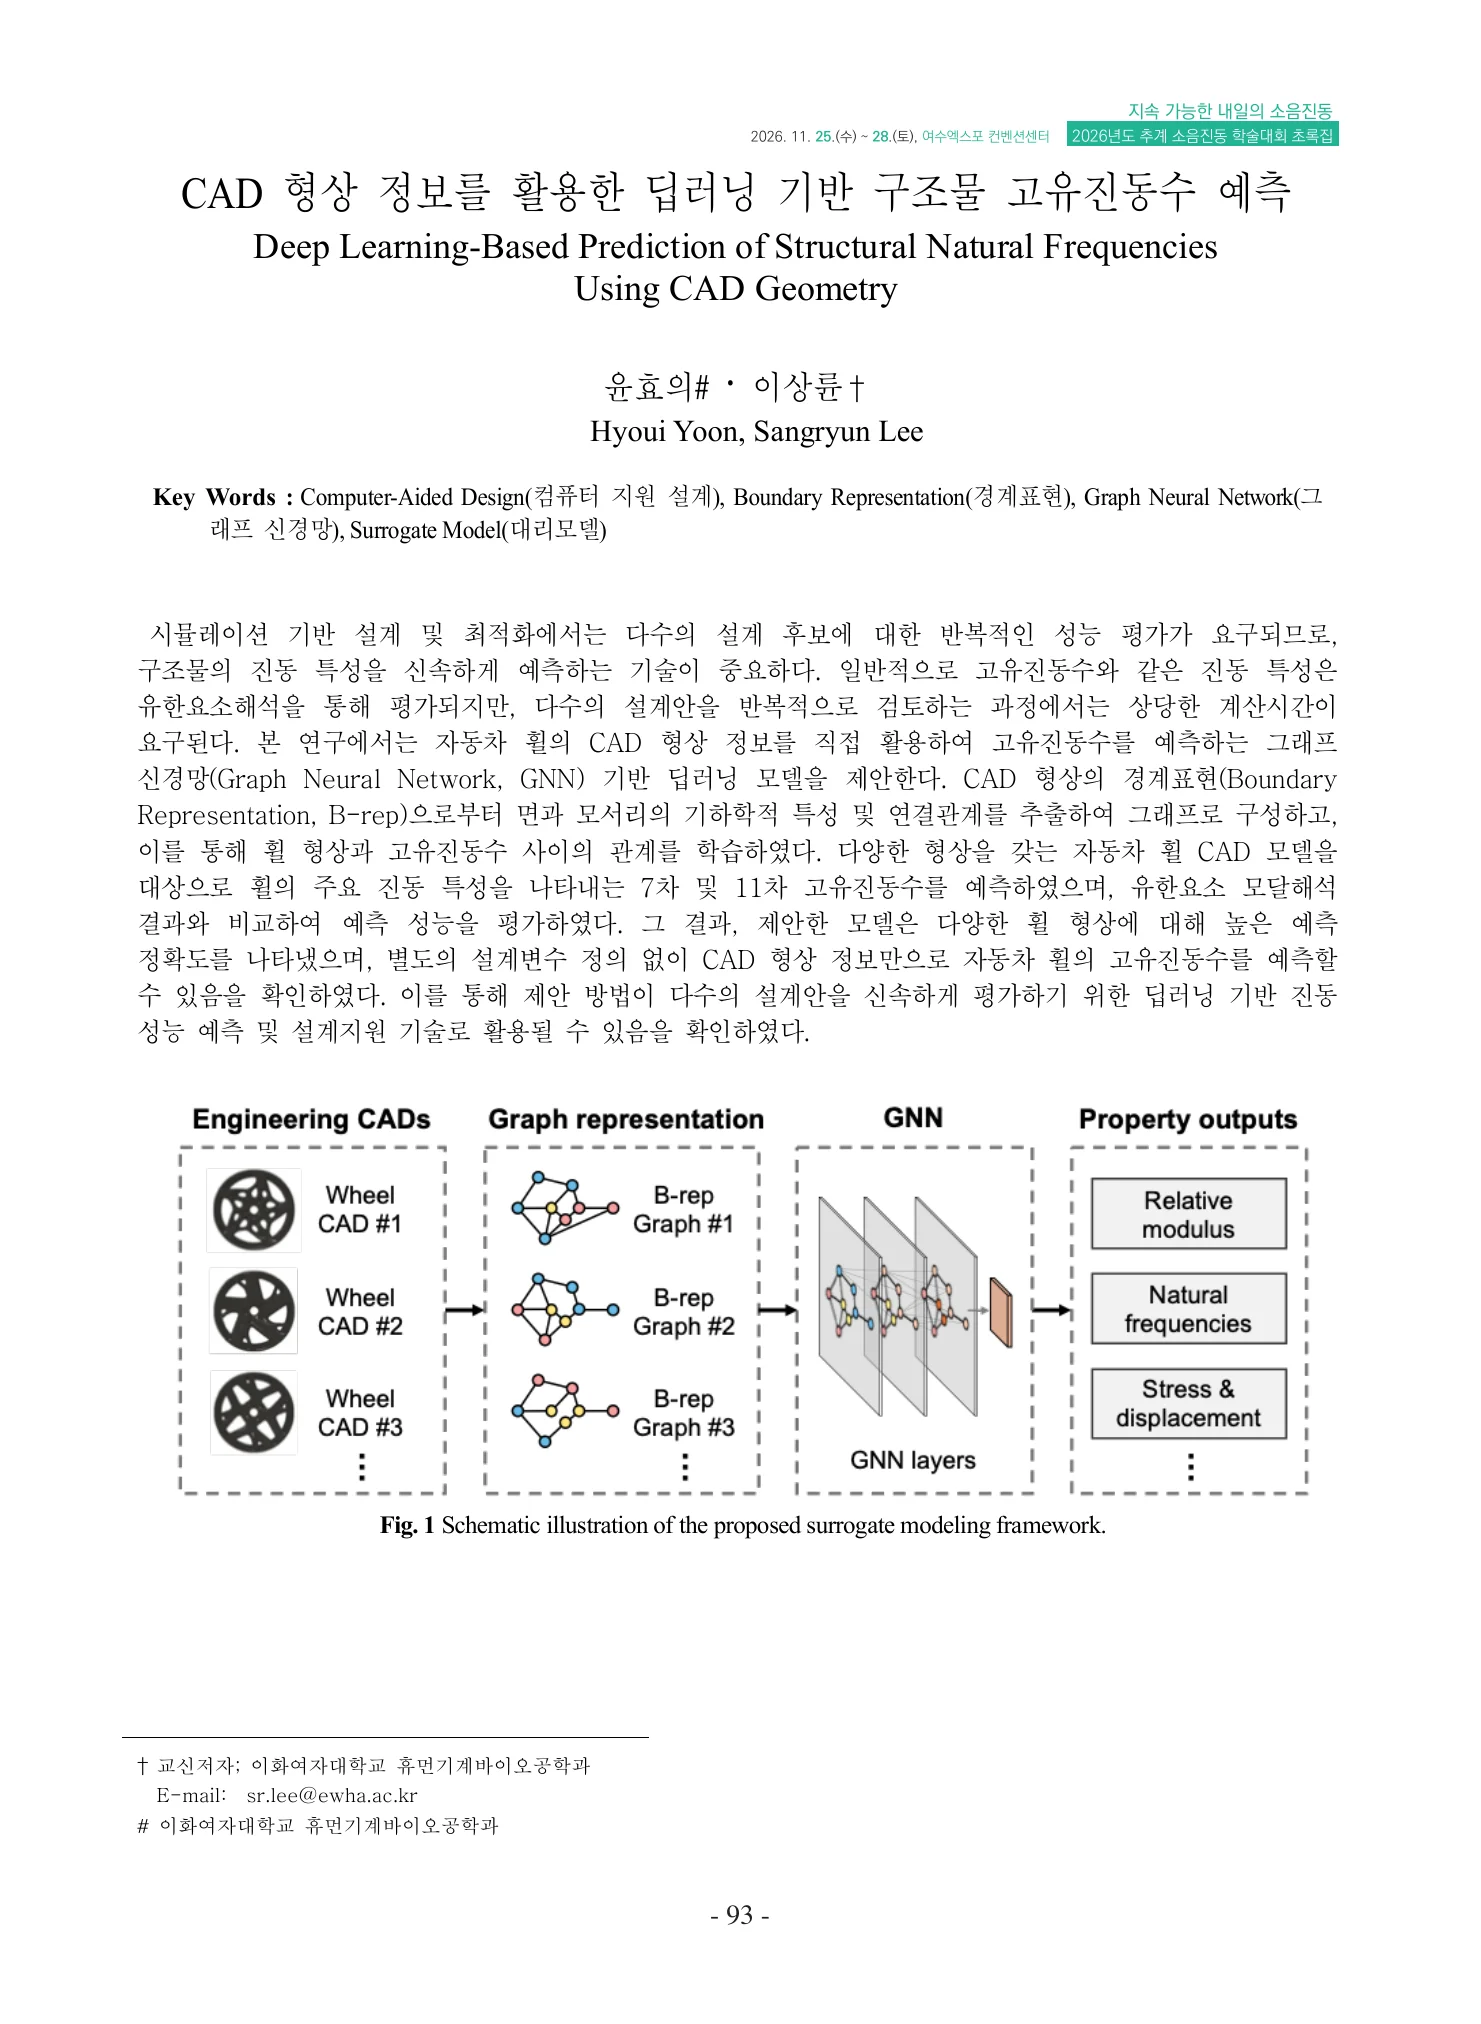 지속 가능한 내일의 소음진동
2026. 11. 25.(수) ~ 28.(토), 여수엑스포 컨벤션센터 2026년도 추계 소음진동 학술대회 초록집
CAD 형상 정보를 활용한 딥러닝 기반 구조물 고유진동수 예측
Deep Learning-Based Prediction of Structural Natural Frequencies
Using CAD Geometry
윤효의# · 이상륜†
Hyoui Yoon, Sangryun Lee
Key Words : Computer-Aided Design(컴퓨터 지원 설계), Boundary Representation(경계표현), Graph Neural Network(그
래프 신경망), Surrogate Model(대리모델)
시뮬레이션 기반 설계 및 최적화에서는 다수의 설계 후보에 대한 반복적인 성능 평가가 요구되므로,
구조물의 진동 특성을 신속하게 예측하는 기술이 중요하다. 일반적으로 고유진동수와 같은 진동 특성은
유한요소해석을 통해 평가되지만, 다수의 설계안을 반복적으로 검토하는 과정에서는 상당한 계산시간이
요구된다. 본 연구에서는 자동차 휠의 CAD 형상 정보를 직접 활용하여 고유진동수를 예측하는 그래프
신경망(Graph Neural Network, GNN) 기반 딥러닝 모델을 제안한다. CAD 형상의 경계표현(Boundary
Representation, B-rep)으로부터 면과 모서리의 기하학적 특성 및 연결관계를 추출하여 그래프로 구성하고,
이를 통해 휠 형상과 고유진동수 사이의 관계를 학습하였다. 다양한 형상을 갖는 자동차 휠 CAD 모델을
대상으로 휠의 주요 진동 특성을 나타내는 7차 및 11차 고유진동수를 예측하였으며, 유한요소 모달해석
결과와 비교하여 예측 성능을 평가하였다. 그 결과, 제안한 모델은 다양한 휠 형상에 대해 높은 예측
정확도를 나타냈으며, 별도의 설계변수 정의 없이 CAD 형상 정보만으로 자동차 휠의 고유진동수를 예측할
수 있음을 확인하였다. 이를 통해 제안 방법이 다수의 설계안을 신속하게 평가하기 위한 딥러닝 기반 진동
성능 예측 및 설계지원 기술로 활용될 수 있음을 확인하였다.
Engineering CADs
Wheel
CAD #1
Wheel
CAD #2
Wheel
CAD #3
Graph representation
B-rep
Graph #1
B-rep
Graph #2
B-rep
Graph #3
GNN
GNN layers
Property outputs
Relative
modulus
Natural
frequencies
Stress &
displacement
Fig. 1 Schematic illustration of the proposed surrogate modeling framework.
† 교신저자; 이화여자대학교 휴먼기계바이오공학과
E-mail: sr.lee@ewha.ac.kr
# 이화여자대학교 휴먼기계바이오공학과
- 93 -